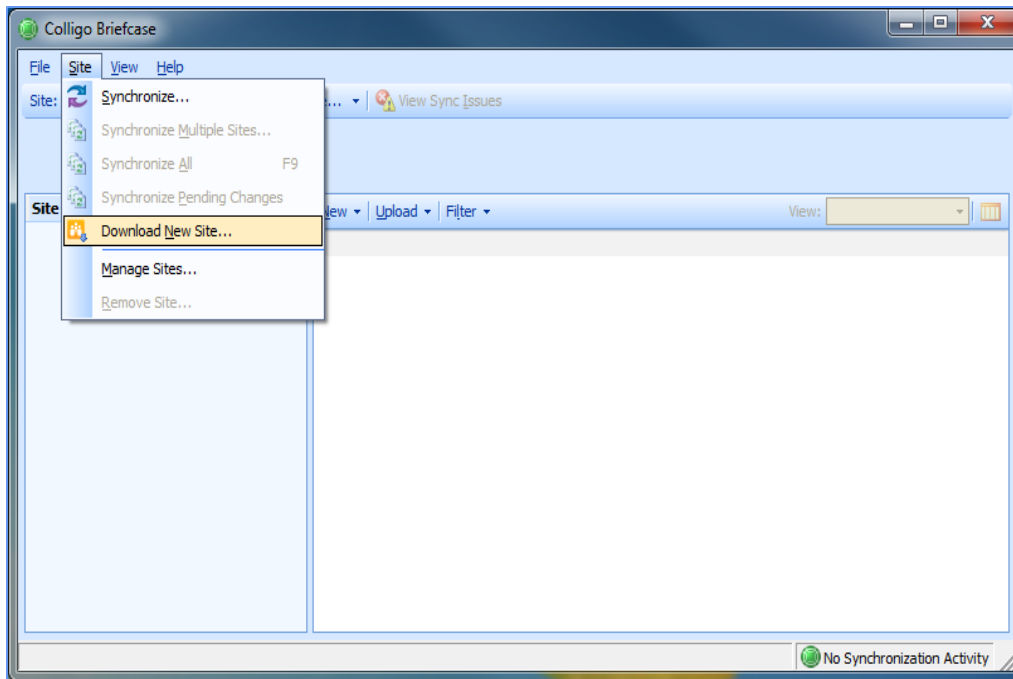 Colligo Briefcase
File Site View Help
Site: ... View Sync Issues
Synchronize...
Synchronize Multiple Sites...
Synchronize All F9
Synchronize Pending Changes
Download New Site...
Manage Sites...
Remove Site...
Site
New Upload Filter View:
No Synchronization Activity